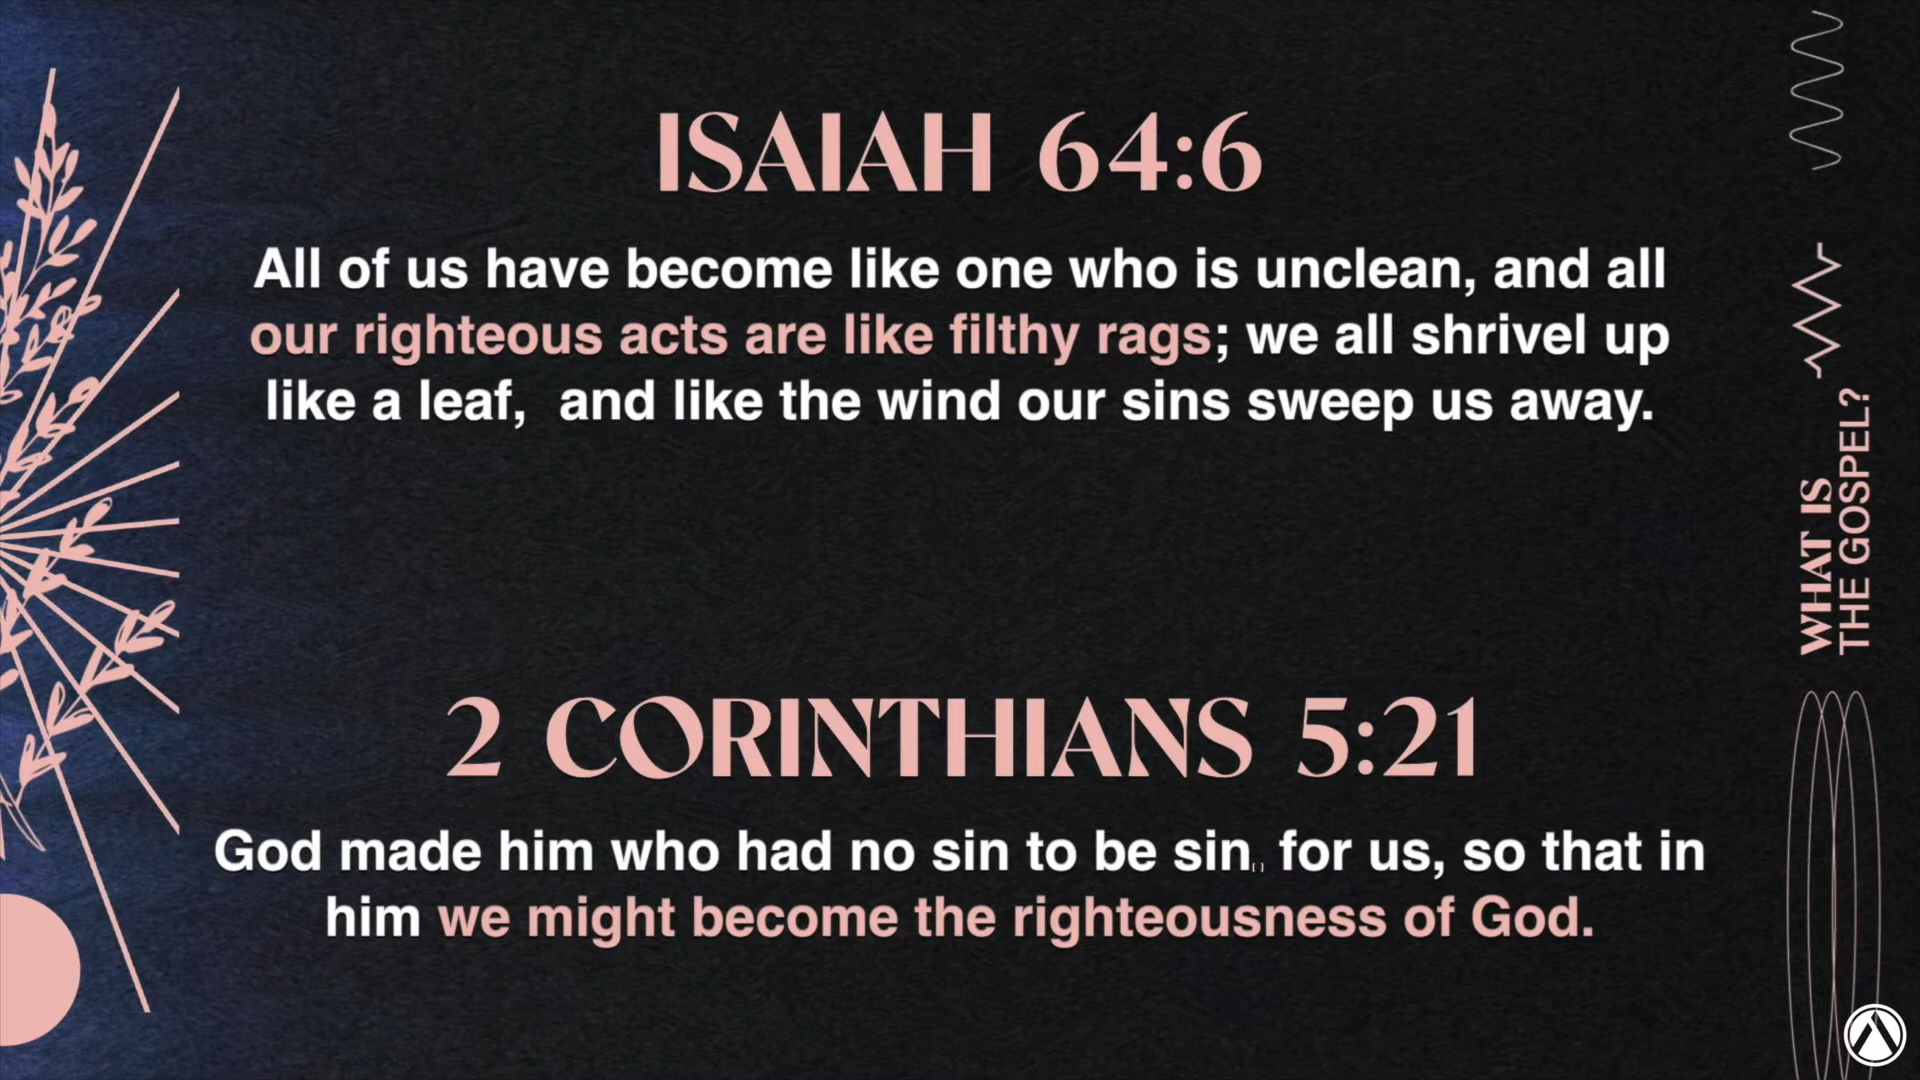 ISAIAH 64:6
All of us have become like one who is unclean, and all
our righteous acts are like filthy rags; we all shrivel up
like a leaf,  and like the wind our sins sweep us away.
2 CORINTHIANS 5:21
God made him who had no sin to be sin[ ] for us, so that in
him we might become the righteousness of God.
WHAT IS
THE GOSPEL?